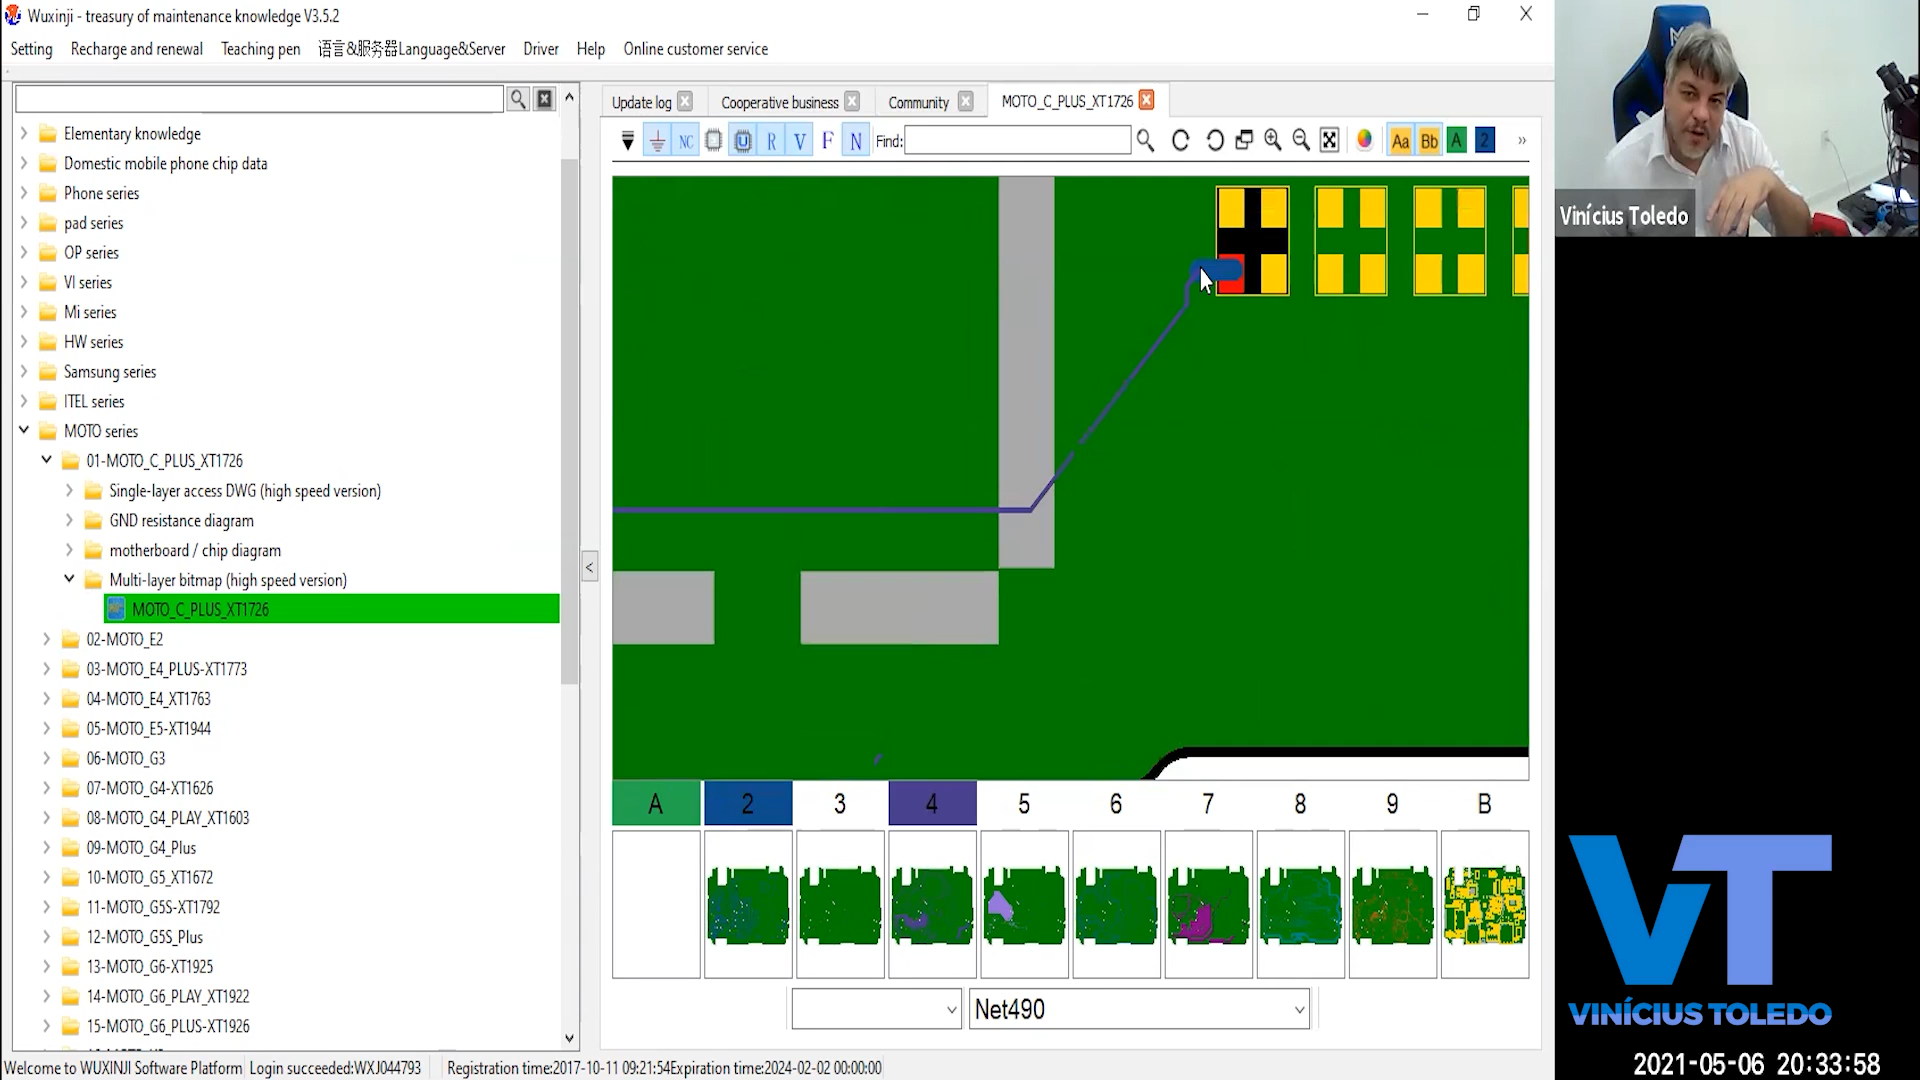 Wuxinji - treasury of maintenance knowledge V3.5.2
Setting Recharge and renewal Teaching pen 语言&服务器Language&Server Driver Help Online customer service
Update log Cooperative business Community MOTO_C_PLUS_XT1726
NC U R V F N Find: Aa Bb A 2 »
Elementary knowledge
Domestic mobile phone chip data
Phone series
pad series
OP series
VI series
Mi series
HW series
Samsung series
ITEL series
MOTO series
01-MOTO_C_PLUS_XT1726
Single-layer access DWG (high speed version)
GND resistance diagram
motherboard / chip diagram
Multi-layer bitmap (high speed version)
MOTO_C_PLUS_XT1726
02-MOTO_E2
03-MOTO_E4_PLUS-XT1773
04-MOTO_E4_XT1763
05-MOTO_E5-XT1944
06-MOTO_G3
07-MOTO_G4-XT1626
08-MOTO_G4_PLAY_XT1603
09-MOTO_G4_Plus
10-MOTO_G5_XT1672
11-MOTO_G5S-XT1792
12-MOTO_G5S_Plus
13-MOTO_G6-XT1925
14-MOTO_G6_PLAY_XT1922
15-MOTO_G6_PLUS-XT1926
<
A 2 3 4 5 6 7 8 9 B
Net490
Welcome to WUXINJI Software Platform Login succeeded:WXJ044793 Registration time:2017-10-11 09:21:54Expiration time:2024-02-02 00:00:00
Vinícius Toledo
VT
VINÍCIUS TOLEDO
2021-05-06 20:33:58